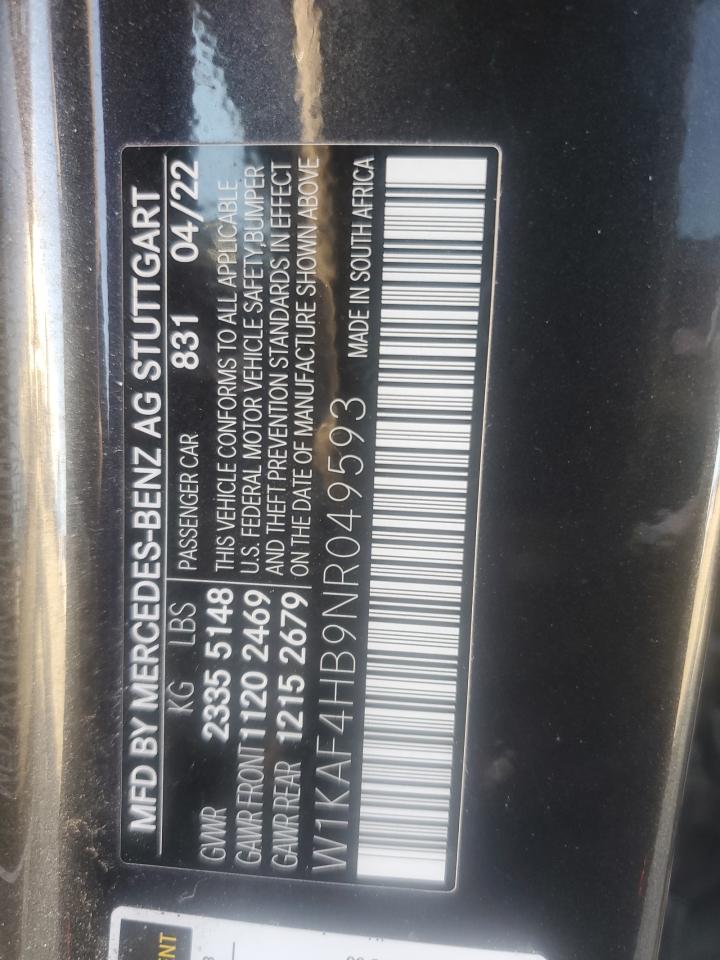 MFD BY MERCEDES-BENZ AG STUTTGART
KG LBS
PASSENGER CAR 831 04/22
GVWR 2335 5148
GAWR FRONT 1120 2469
GAWR REAR 1215 2679
THIS VEHICLE CONFORMS TO ALL APPLICABLE
U.S. FEDERAL MOTOR VEHICLE SAFETY,BUMPER
AND THEFT PREVENTION STANDARDS IN EFFECT
ON THE DATE OF MANUFACTURE SHOWN ABOVE
W1KAF4HB9NR049593
MADE IN SOUTH AFRICA